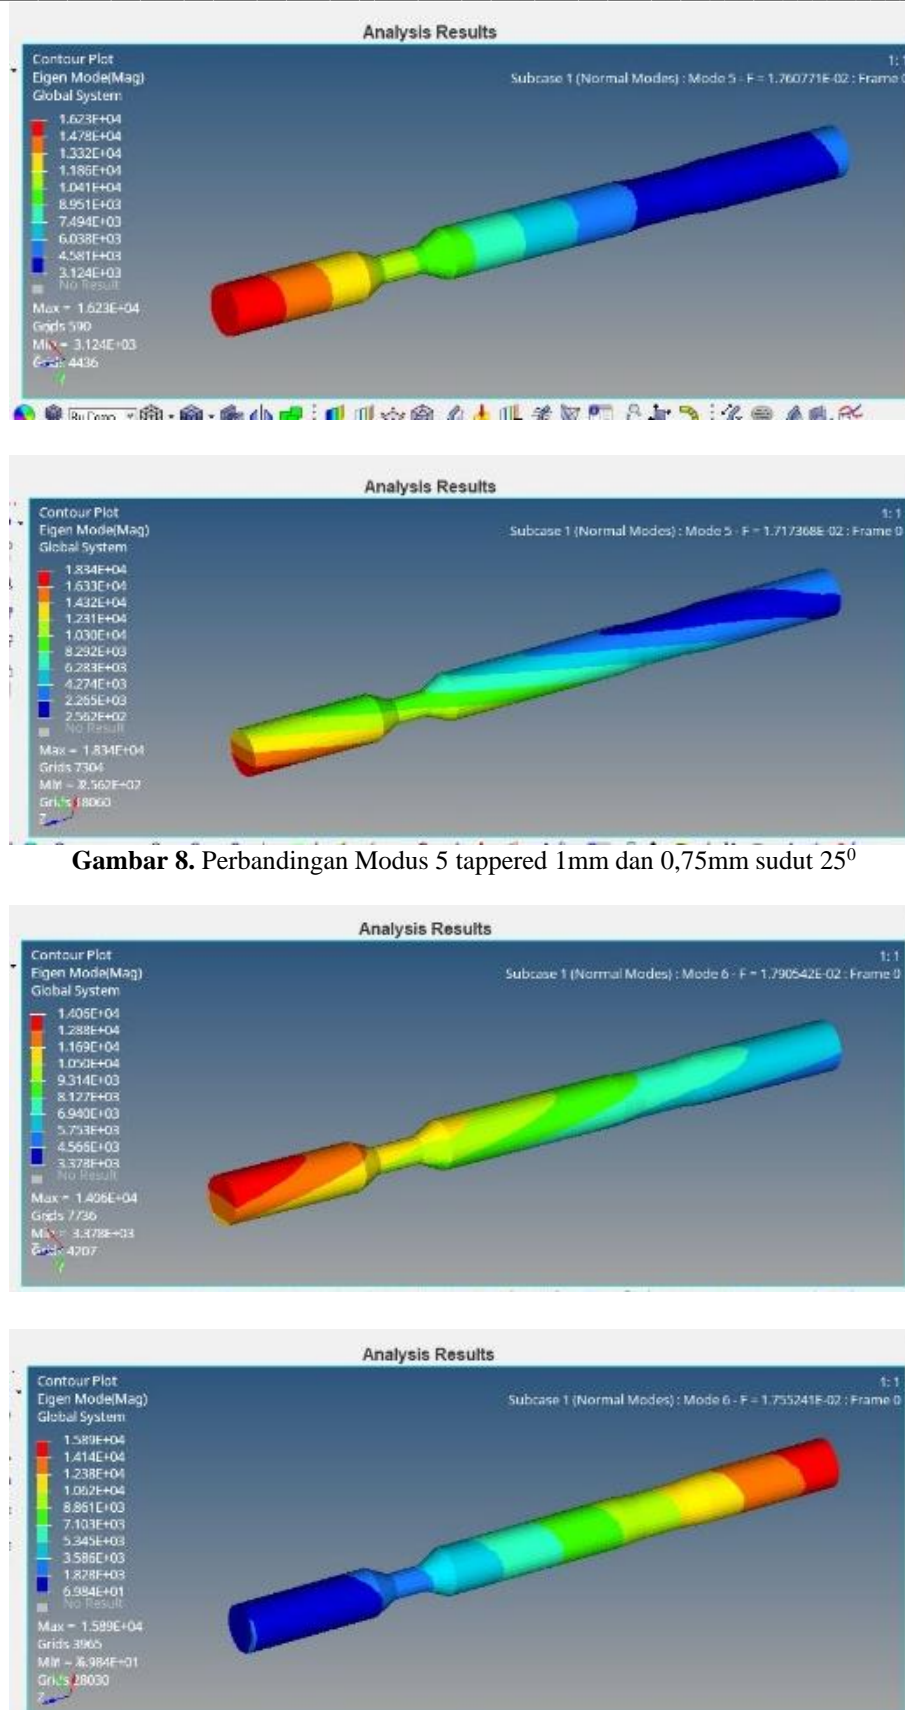 Analysis Results
Contour Plot
Eigen Mode(Mag)
Global System
1: 1
Subcase 1 (Normal Modes) : Mode 5 - F = 1.760771E-02 : Frame 0
1.623E+04
1.478E+04
1.332E+04
1.186E+04
1.041E+04
8.951E+03
7.494E+03
6.038E+03
4.581E+03
3.124E+03
No Result
Max = 1.623E+04
Grids 590
Min = 3.124E+03
4436
Analysis Results
Contour Plot
Eigen Mode(Mag)
Global System
1: 1
Subcase 1 (Normal Modes) : Mode 5 - F = 1.717368E-02 : Frame 0
1.834E+04
1.633E+04
1.432E+04
1.231E+04
1.030E+04
8.292E+03
6.283E+03
4.274E+03
2.265E+03
2.562E+02
No Result
Max = 1.834E+04
Grids 7304
Min = 2.562E+02
Grids 18060
Z
Gambar 8. Perbandingan Modus 5 tappered 1mm dan 0,75mm sudut 25⁰
Analysis Results
Contour Plot
Eigen Mode(Mag)
Global System
1: 1
Subcase 1 (Normal Modes) : Mode 6 - F = 1.790542E-02 : Frame 0
1.406E+04
1.288E+04
1.169E+04
1.050E+04
9.314E+03
8.127E+03
6.940E+03
5.753E+03
4.566E+03
3.378E+03
No Result
Max = 1.406E+04
Grids 7736
Min = 3.378E+03
4207
Analysis Results
Contour Plot
Eigen Mode(Mag)
Global System
1: 1
Subcase 1 (Normal Modes) : Mode 6 - F = 1.755241E-02 : Frame 0
1.589E+04
1.414E+04
1.238E+04
1.062E+04
8.861E+03
7.103E+03
5.345E+03
3.586E+03
1.828E+03
6.984E+01
No Result
Max = 1.589E+04
Grids 3965
Min = 6.984E+01
Grids 28030
Z